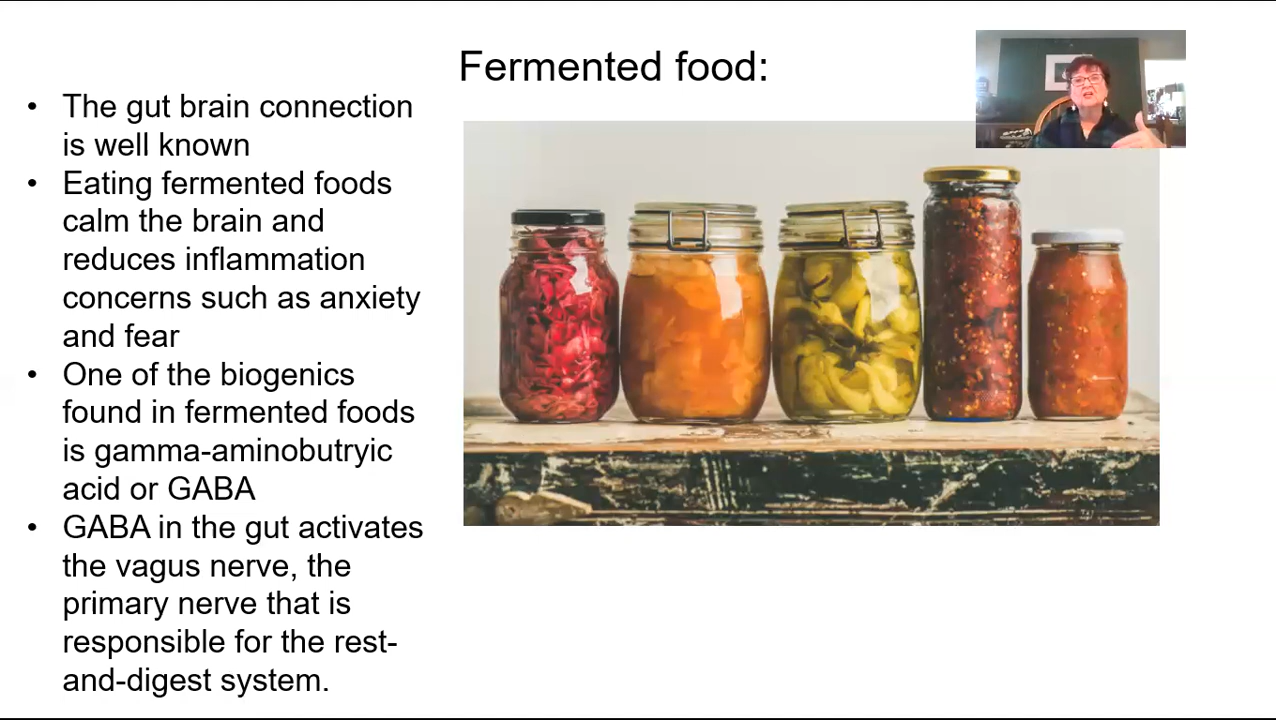 Fermented food:
• The gut brain connection
is well known
• Eating fermented foods
calm the brain and
reduces inflammation
concerns such as anxiety
and fear
• One of the biogenics
found in fermented foods
is gamma-aminobutryic
acid or GABA
• GABA in the gut activates
the vagus nerve, the
primary nerve that is
responsible for the rest-
and-digest system.